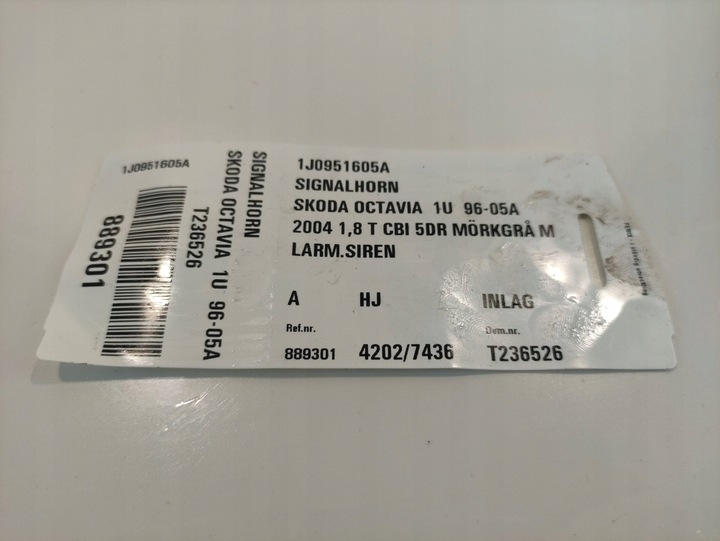 1J0951605A
889301
T236526
SKODA OCTAVIA 1U 96-05A
SIGNALHORN
1J0951605A
SIGNALHORN
SKODA OCTAVIA 1U 96-05A
2004 1,8 T CBI 5DR MÖRKGRÅ M
LARM.SIREN
A HJ INLAG
Ref.nr. Dem.nr.
889301 4202/7436 T236526